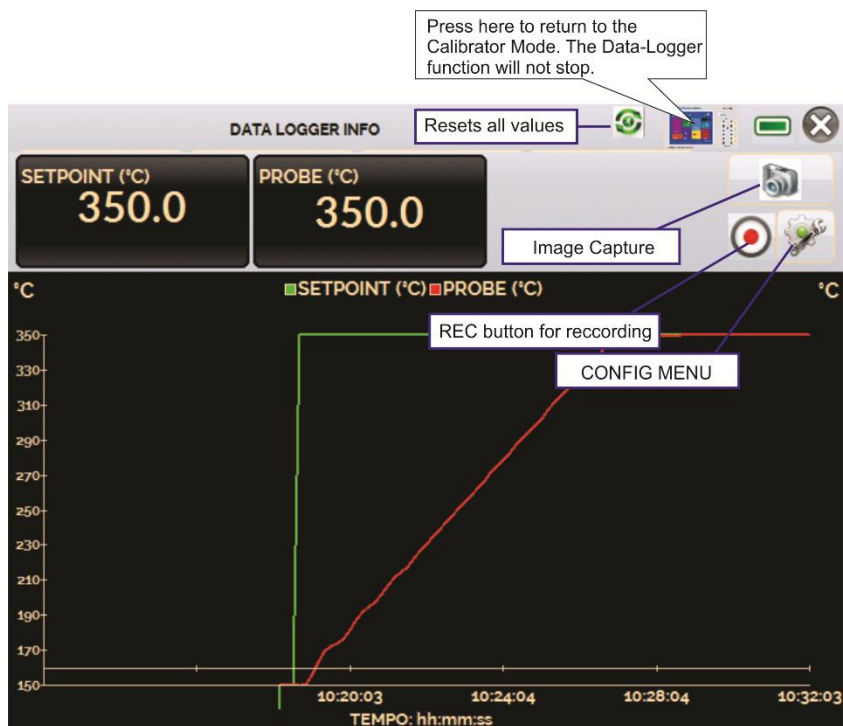 Press here to return to the
Calibrator Mode. The Data-Logger
function will not stop.
DATA LOGGER INFO
Resets all values
SETPOINT (°C)
350.0
PROBE (°C)
350.0
Image Capture
°C
SETPOINT (°C) PROBE (°C)
°C
REC button for reccording
CONFIG MENU
350
330
310
290
270
250
230
210
190
170
150
10:20:03
10:24:04
10:28:04
10:32:03
TEMPO: hh:mm:ss